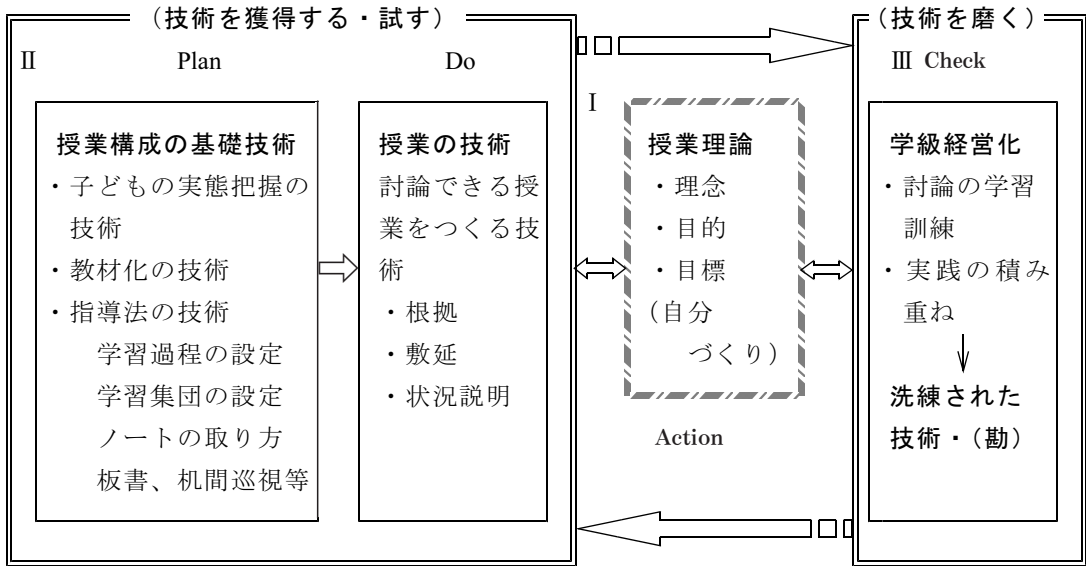 （技術を獲得する・試す）
Ⅱ
Plan
Do
授業構成の基礎技術
・子どもの実態把握の
技術
・教材化の技術
・指導法の技術
学習過程の設定
学習集団の設定
ノートの取り方
板書、机間巡視等
授業の技術
討論できる授
業をつくる技
術
・根拠
・敷延
・状況説明
Ⅰ
授業理論
・理念
・目的
・目標
（自分
づくり）
Action
（技術を磨く）
Ⅲ Check
学級経営化
・討論の学習
訓練
・実践の積み
重ね
洗練された
技術・（勘）